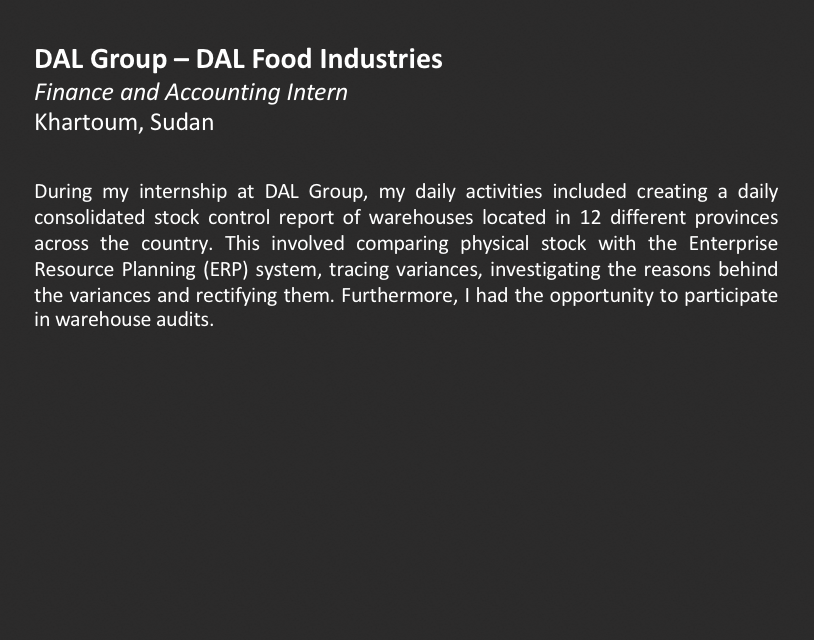 DAL Group – DAL Food Industries
Finance and Accounting Intern
Khartoum, Sudan
During my internship at DAL Group, my daily activities included creating a daily
consolidated stock control report of warehouses located in 12 different provinces
across the country. This involved comparing physical stock with the Enterprise
Resource Planning (ERP) system, tracing variances, investigating the reasons behind
the variances and rectifying them. Furthermore, I had the opportunity to participate
in warehouse audits.